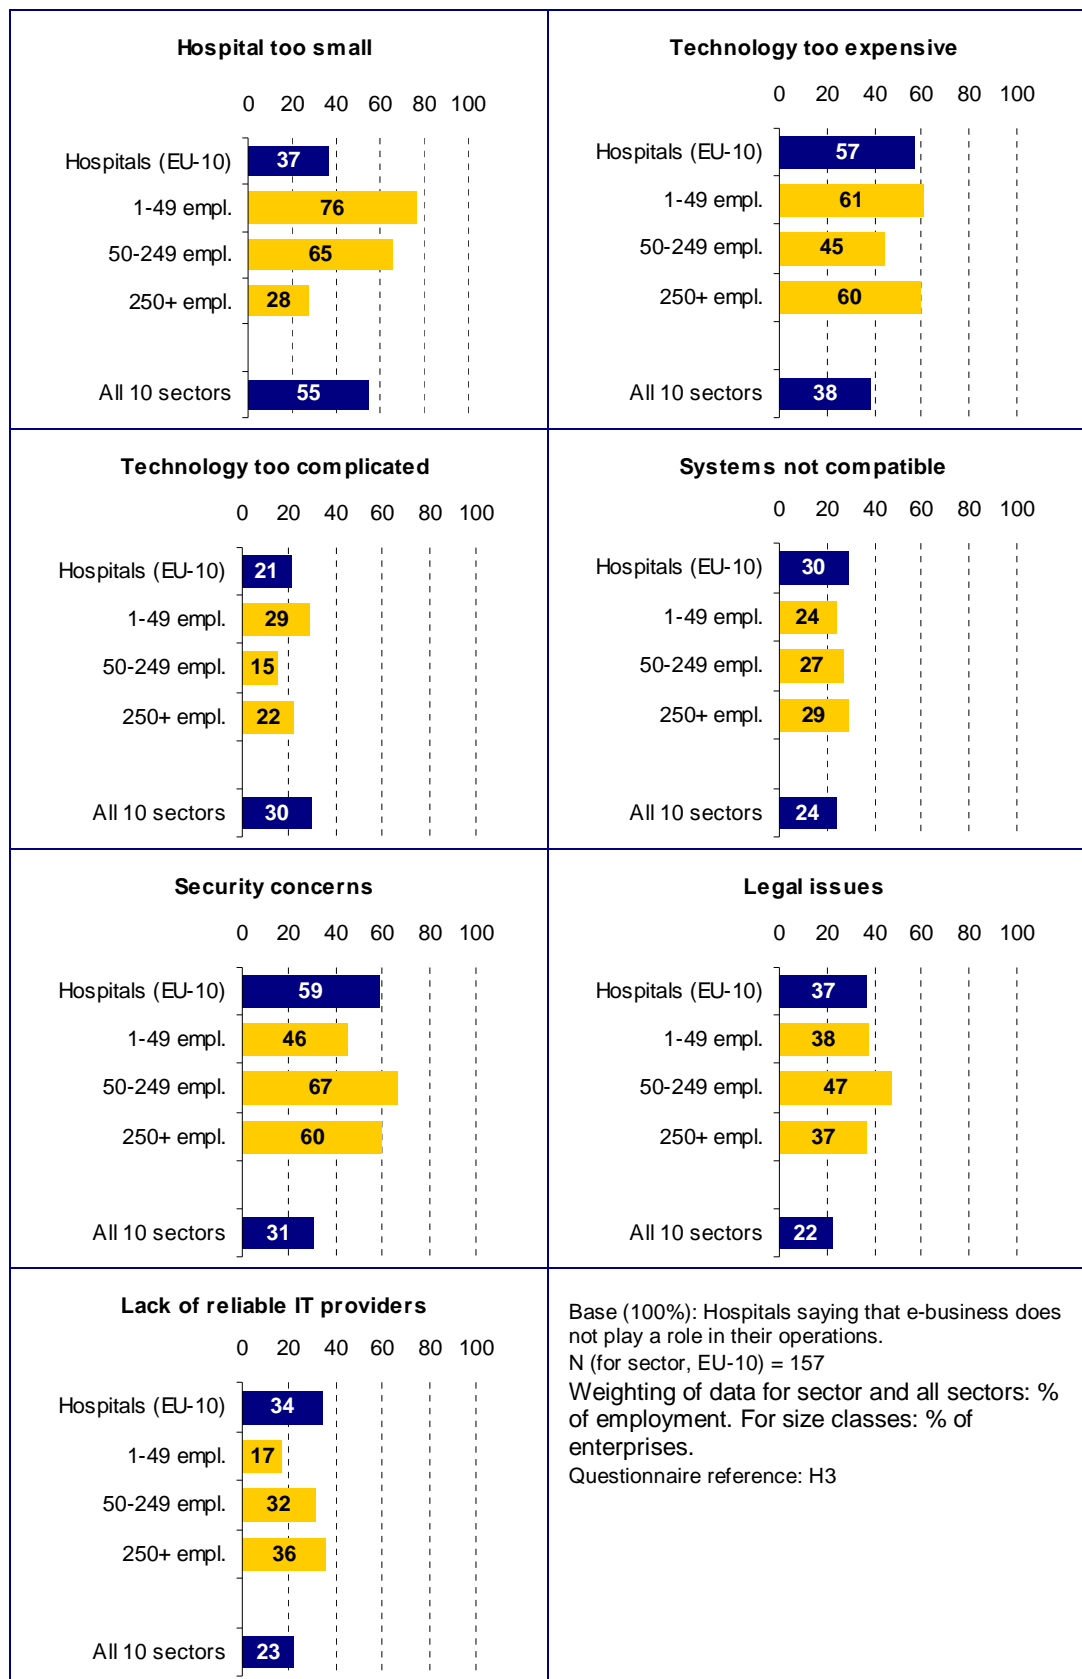 Hospital too small
0 20 40 60 80 100
Hospitals (EU-10) 37
1-49 empl. 76
50-249 empl. 65
250+ empl. 28
All 10 sectors 55
Technology too expensive
0 20 40 60 80 100
Hospitals (EU-10) 57
1-49 empl. 61
50-249 empl. 45
250+ empl. 60
All 10 sectors 38
Technology too complicated
0 20 40 60 80 100
Hospitals (EU-10) 21
1-49 empl. 29
50-249 empl. 15
250+ empl. 22
All 10 sectors 30
Systems not compatible
0 20 40 60 80 100
Hospitals (EU-10) 30
1-49 empl. 24
50-249 empl. 27
250+ empl. 29
All 10 sectors 24
Security concerns
0 20 40 60 80 100
Hospitals (EU-10) 59
1-49 empl. 46
50-249 empl. 67
250+ empl. 60
All 10 sectors 31
Legal issues
0 20 40 60 80 100
Hospitals (EU-10) 37
1-49 empl. 38
50-249 empl. 47
250+ empl. 37
All 10 sectors 22
Lack of reliable IT providers
0 20 40 60 80 100
Hospitals (EU-10) 34
1-49 empl. 17
50-249 empl. 32
250+ empl. 36
All 10 sectors 23
Base (100%): Hospitals saying that e-business does
not play a role in their operations.
N (for sector, EU-10) = 157
Weighting of data for sector and all sectors: %
of employment. For size classes: % of
enterprises.
Questionnaire reference: H3